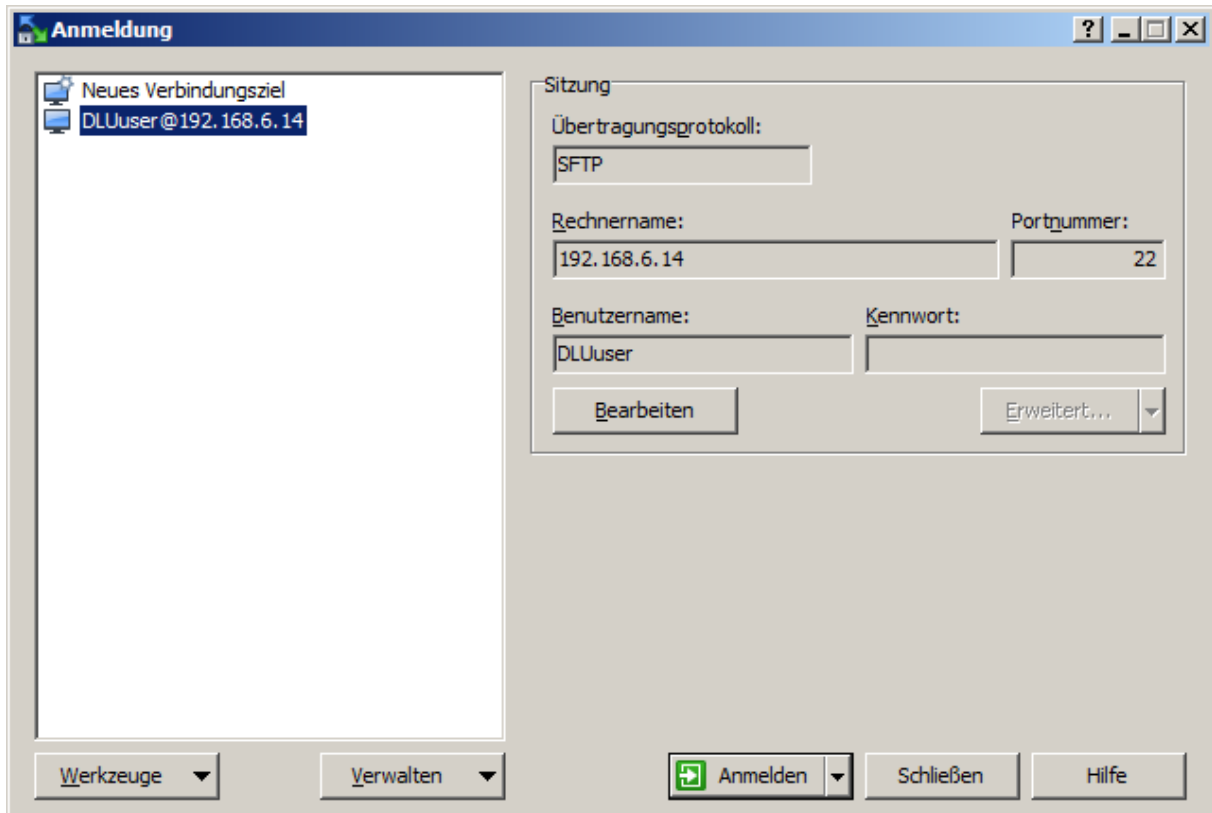 Anmeldung
Neues Verbindungsziel
DLUuser@192.168.6.14
Sitzung
Übertragungsprotokoll:
SFTP
Rechnername: Portnummer:
192.168.6.14 22
Benutzername: Kennwort:
DLUuser
Bearbeiten Erweitert...
Werkzeuge Verwalten Anmelden Schließen Hilfe